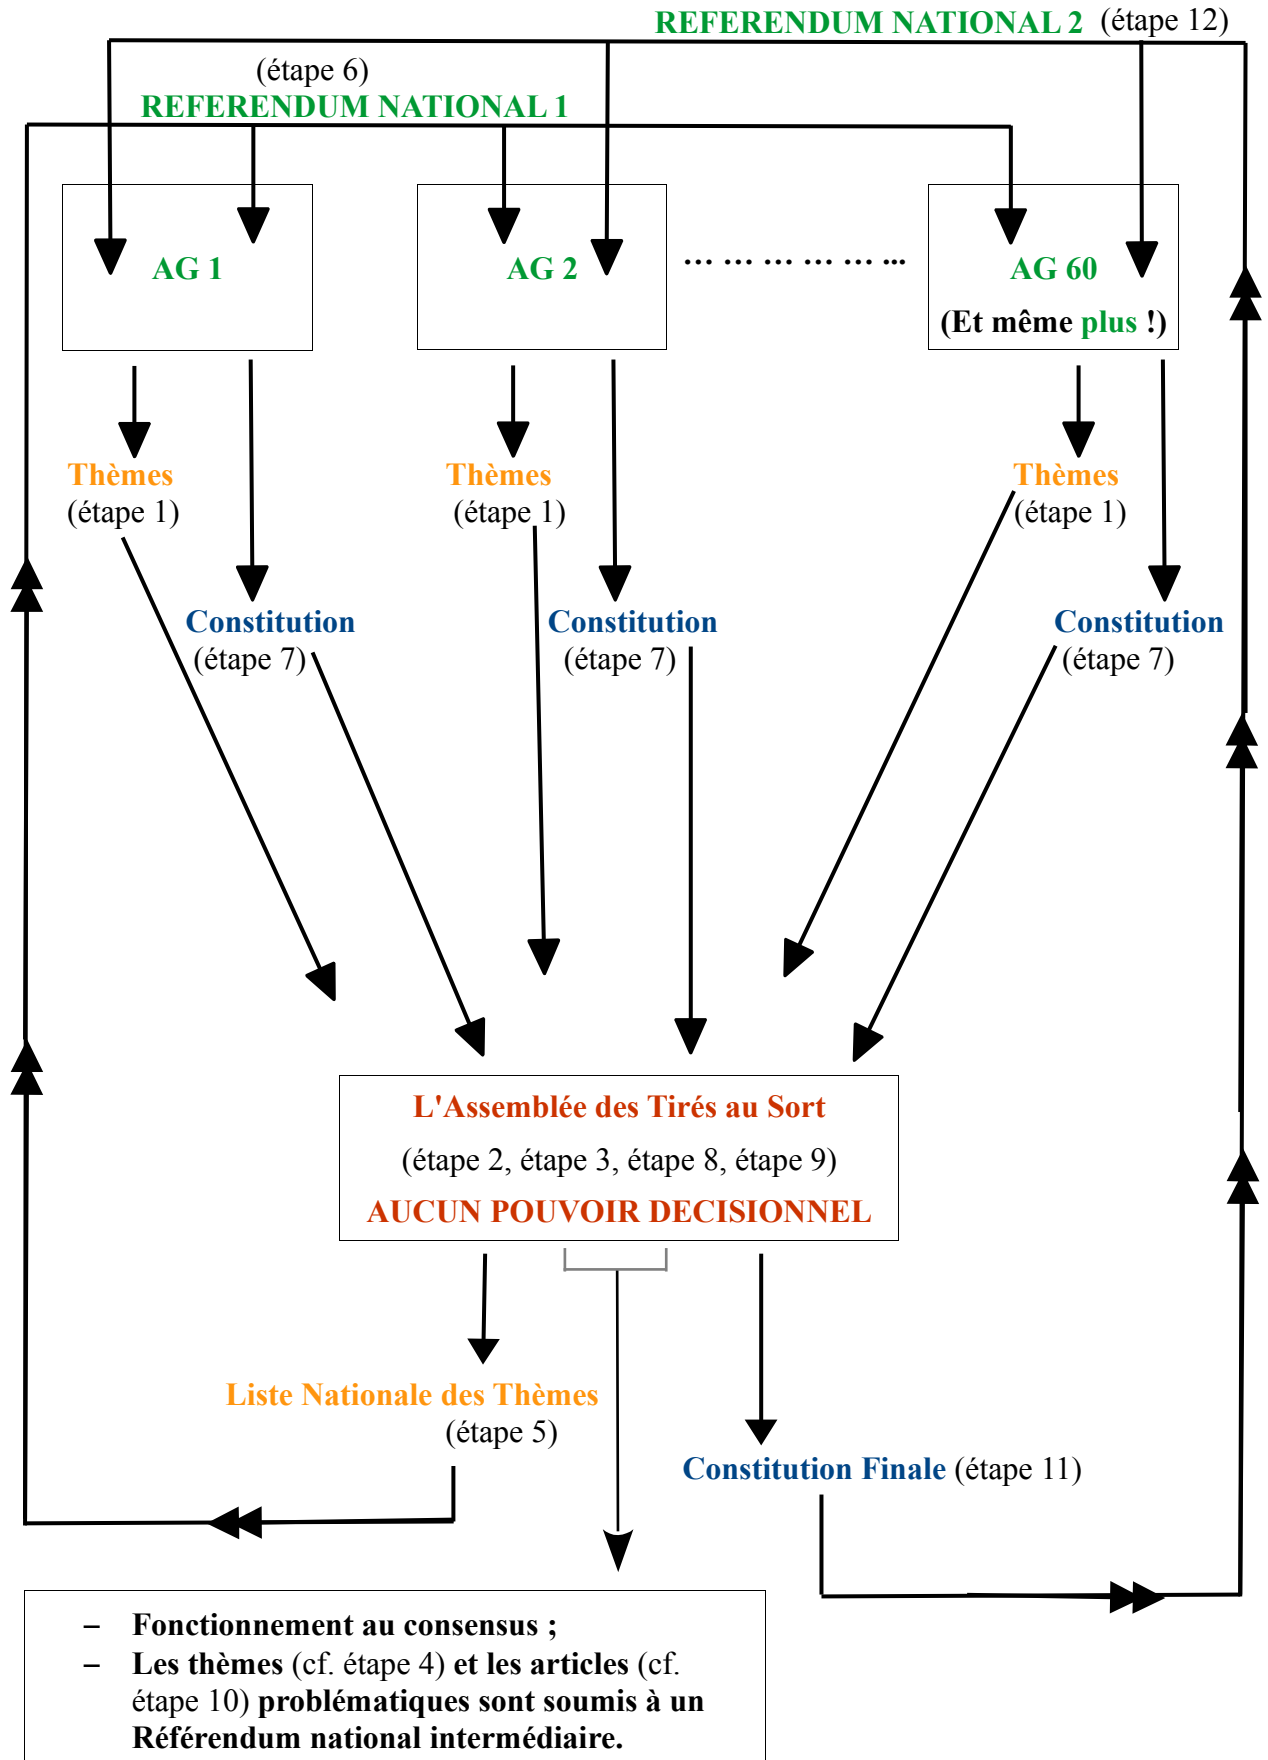 REFERENDUM NATIONAL 2 (étape 12)
(étape 6)
REFERENDUM NATIONAL 1
AG 1
AG 2
... ... ... ... ... ...
AG 60
(Et même plus !)
Thèmes
(étape 1)
Thèmes
(étape 1)
Thèmes
(étape 1)
Constitution
(étape 7)
Constitution
(étape 7)
Constitution
(étape 7)
L'Assemblée des Tirés au Sort
(étape 2, étape 3, étape 8, étape 9)
AUCUN POUVOIR DECISIONNEL
Liste Nationale des Thèmes
(étape 5)
Constitution Finale (étape 11)
– Fonctionnement au consensus ;
– Les thèmes (cf. étape 4) et les articles (cf.
étape 10) problématiques sont soumis à un
Référendum national intermédiaire.